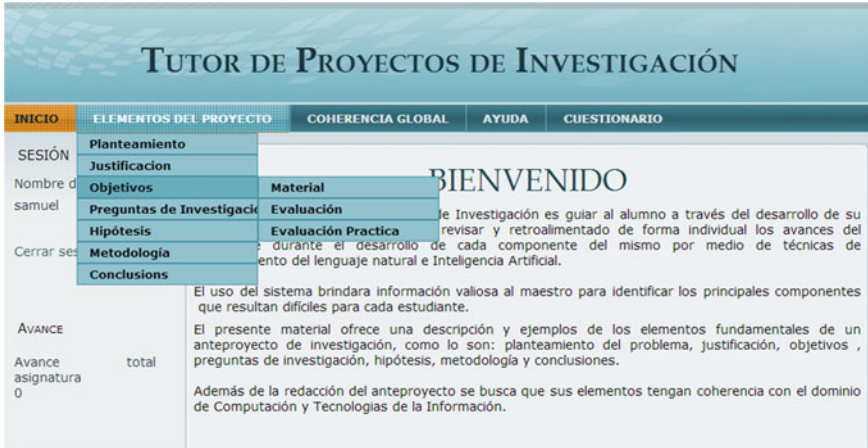 TUTOR DE PROYECTOS DE INVESTIGACIÓN
INICIO ELEMENTOS DEL PROYECTO COHERENCIA GLOBAL AYUDA CUESTIONARIO
SESIÓN
Nombre d
samuel
Cerrar ses
AVANCE
Avance total
asignatura
0
Planteamiento
Justificacion
Objetivos
Preguntas de Investigació
Hipótesis
Metodología
Conclusions
Material
Evaluación
Evaluación Practica
BIENVENIDO
de Investigación es guiar al alumno a través del desarrollo de su
revisar y retroalimentado de forma individual los avances del
durante el desarrollo de cada componente del mismo por medio de técnicas de
ento del lenguaje natural e Inteligencia Artificial.
El uso del sistema brindara información valiosa al maestro para identificar los principales componentes
que resultan difíciles para cada estudiante.
El presente material ofrece una descripción y ejemplos de los elementos fundamentales de un
anteproyecto de investigación, como lo son: planteamiento del problema, justificación, objetivos ,
preguntas de investigación, hipótesis, metodología y conclusiones.
Además de la redacción del anteproyecto se busca que sus elementos tengan coherencia con el dominio
de Computación y Tecnologias de la Información.